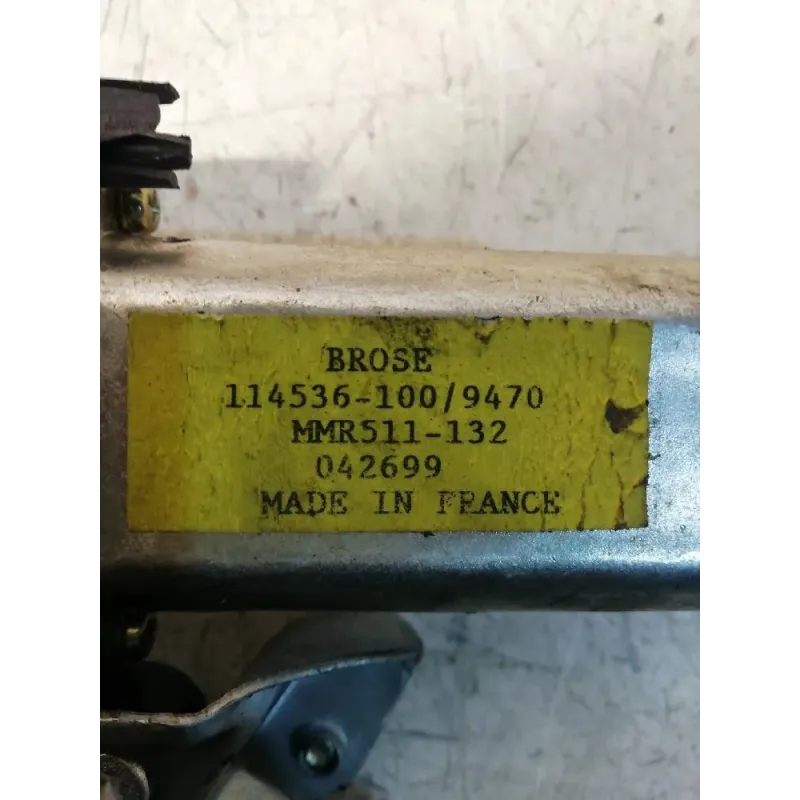 BROSE
114536-100/9470
MMR511-132
042699
MADE IN FRANCE